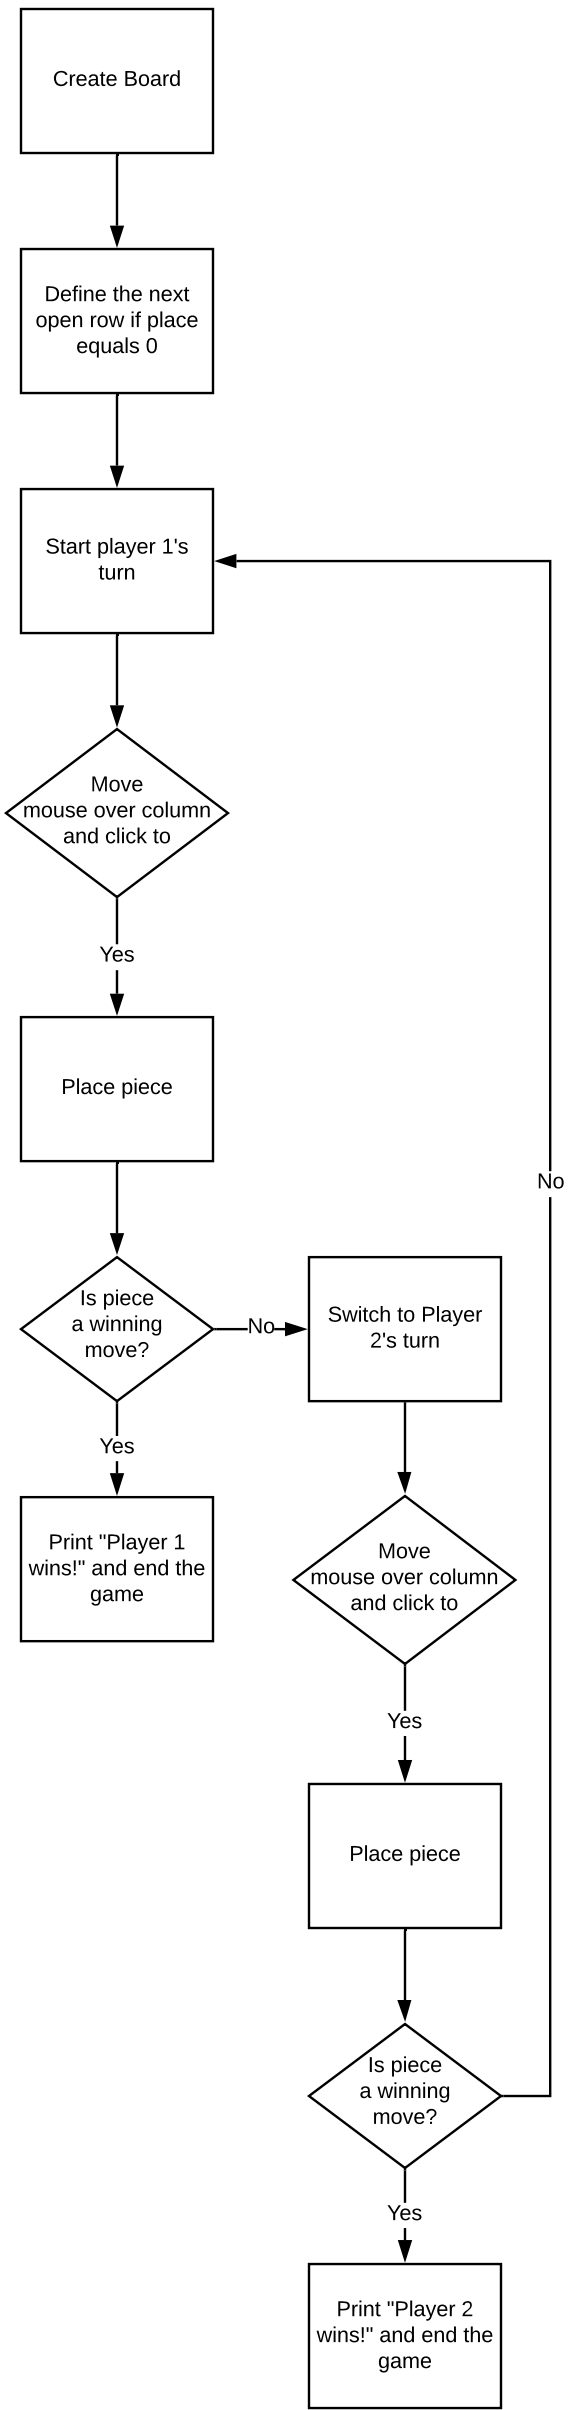 Create Board
Define the next
open row if place
equals 0
Start player 1's
turn
Move
mouse over column
and click to
Yes
Place piece
No
Is piece
a winning
move?
No
Switch to Player
2's turn
Yes
Print "Player 1
wins!" and end the
game
Move
mouse over column
and click to
Yes
Place piece
Is piece
a winning
move?
Yes
Print "Player 2
wins!" and end the
game